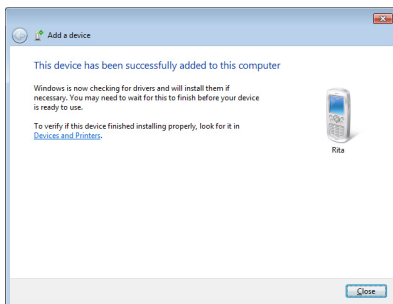 Add a device
This device has been successfully added to this computer
Windows is now checking for drivers and will install them if
necessary. You may need to wait for this to finish before your device
is ready to use.
To verify if this device finished installing properly, look for it in
Devices and Printers.
Rita
Close